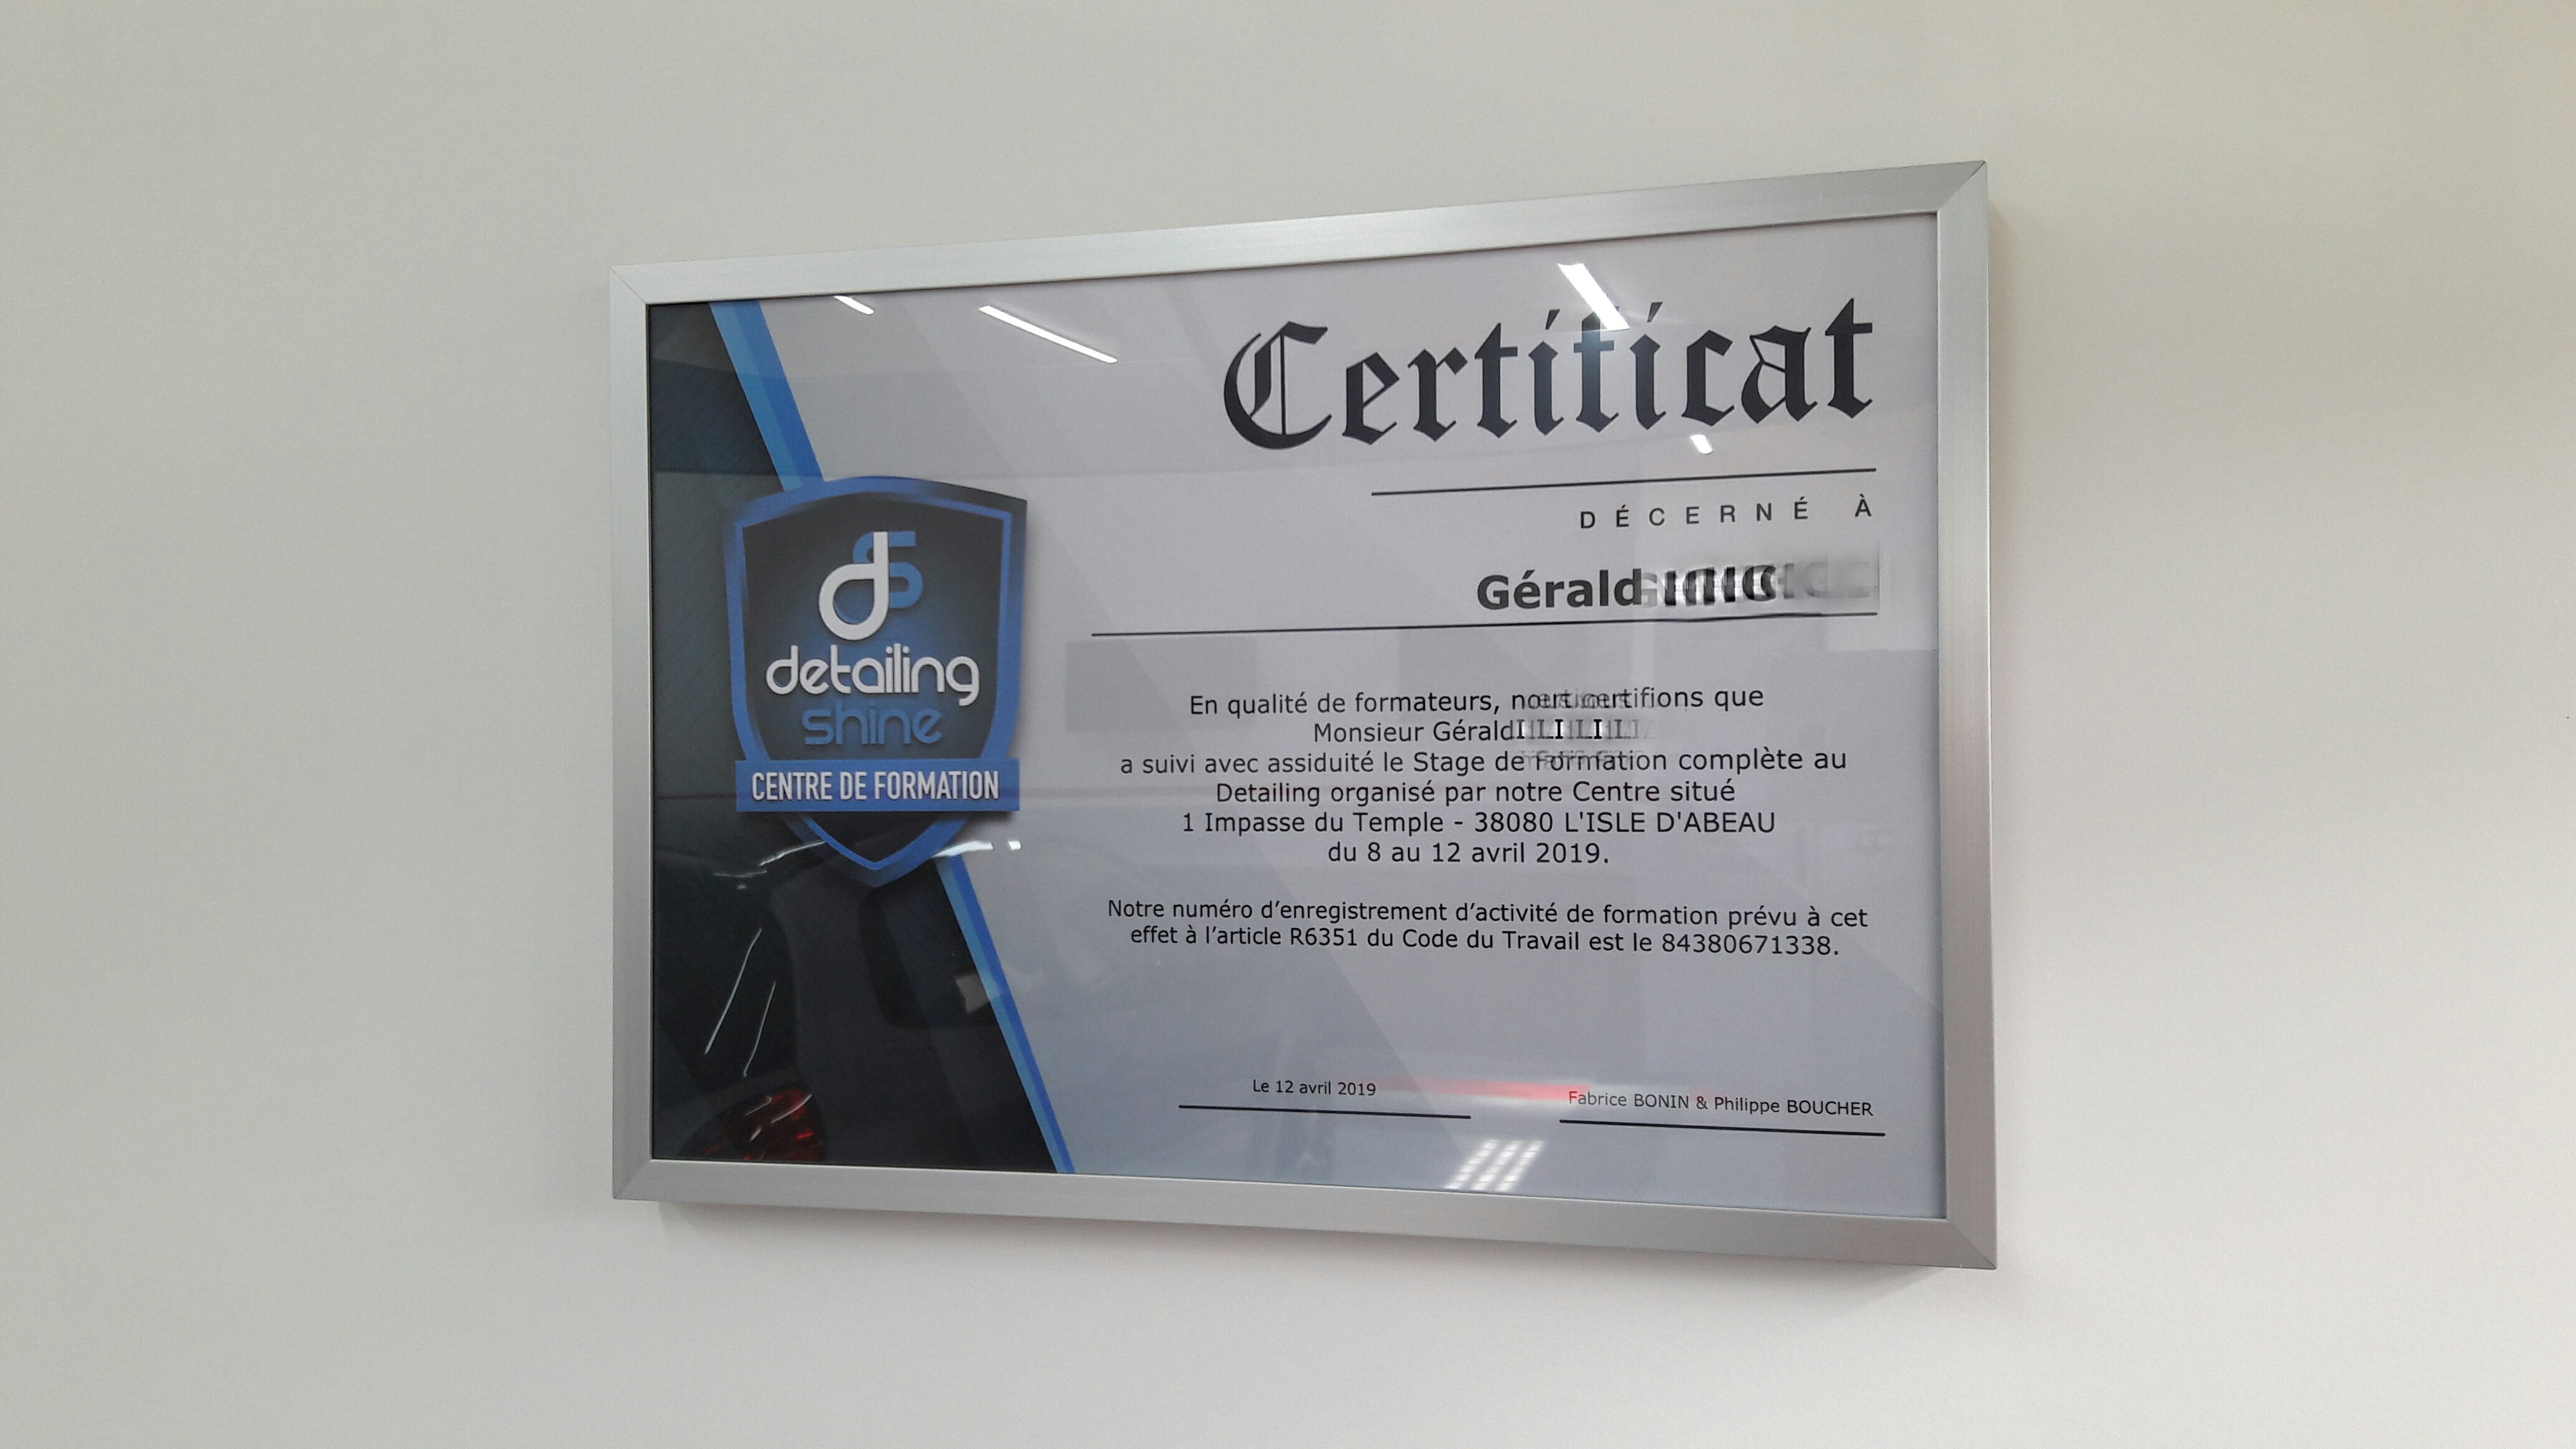 Certificat
DÉCERNÉ À
Gérald
ds
detailing
shine
CENTRE DE FORMATION
En qualité de formateurs, certifions que
Monsieur Gérald
a suivi avec assiduité le Stage de Formation complète au
Detailing organisé par notre Centre situé
1 Impasse du Temple - 38080 L'ISLE D'ABEAU
du 8 au 12 avril 2019.
Notre numéro d’enregistrement d’activité de formation prévu à cet
effet à l’article R6351 du Code du Travail est le 84380671338.
Le 12 avril 2019
Fabrice BONIN & Philippe BOUCHER